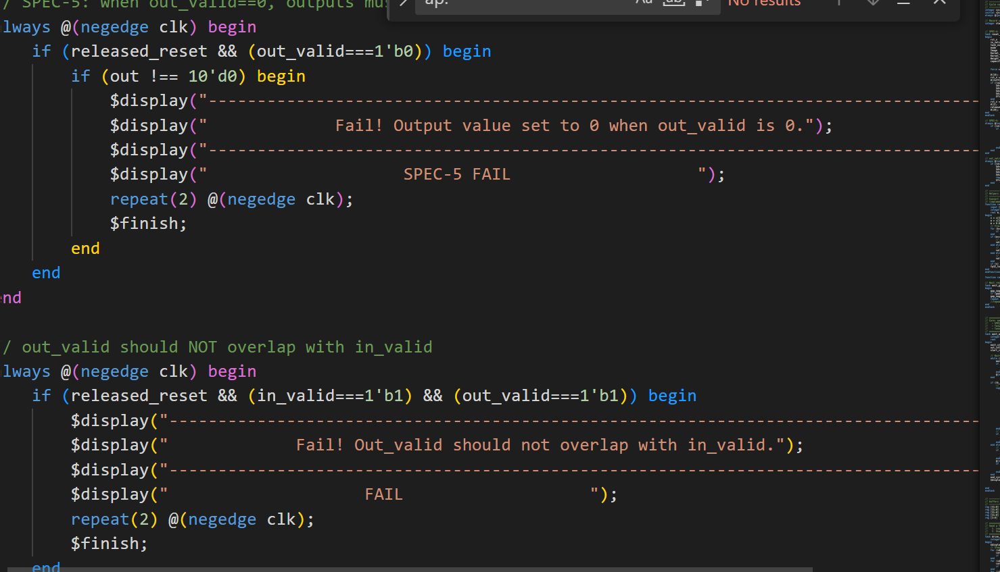 / SPEC-5: when out_valid==0, outputs mus
ap.
No results
lways @(negedge clk) begin
if (released_reset && (out_valid===1'b0)) begin
if (out !== 10'd0) begin
$display("-------------------------------------------------------------------------------
$display("             Fail! Output value set to 0 when out_valid is 0.");
$display("-------------------------------------------------------------------------------
$display("                    SPEC-5 FAIL                   ");
repeat(2) @(negedge clk);
$finish;
end
end
nd
/ out_valid should NOT overlap with in_valid
lways @(negedge clk) begin
if (released_reset && (in_valid===1'b1) && (out_valid===1'b1)) begin
$display("-----------------------------------------------------------------------------------
$display("             Fail! Out_valid should not overlap with in_valid.");
$display("-----------------------------------------------------------------------------------
$display("                    FAIL                   ");
repeat(2) @(negedge clk);
$finish;
end